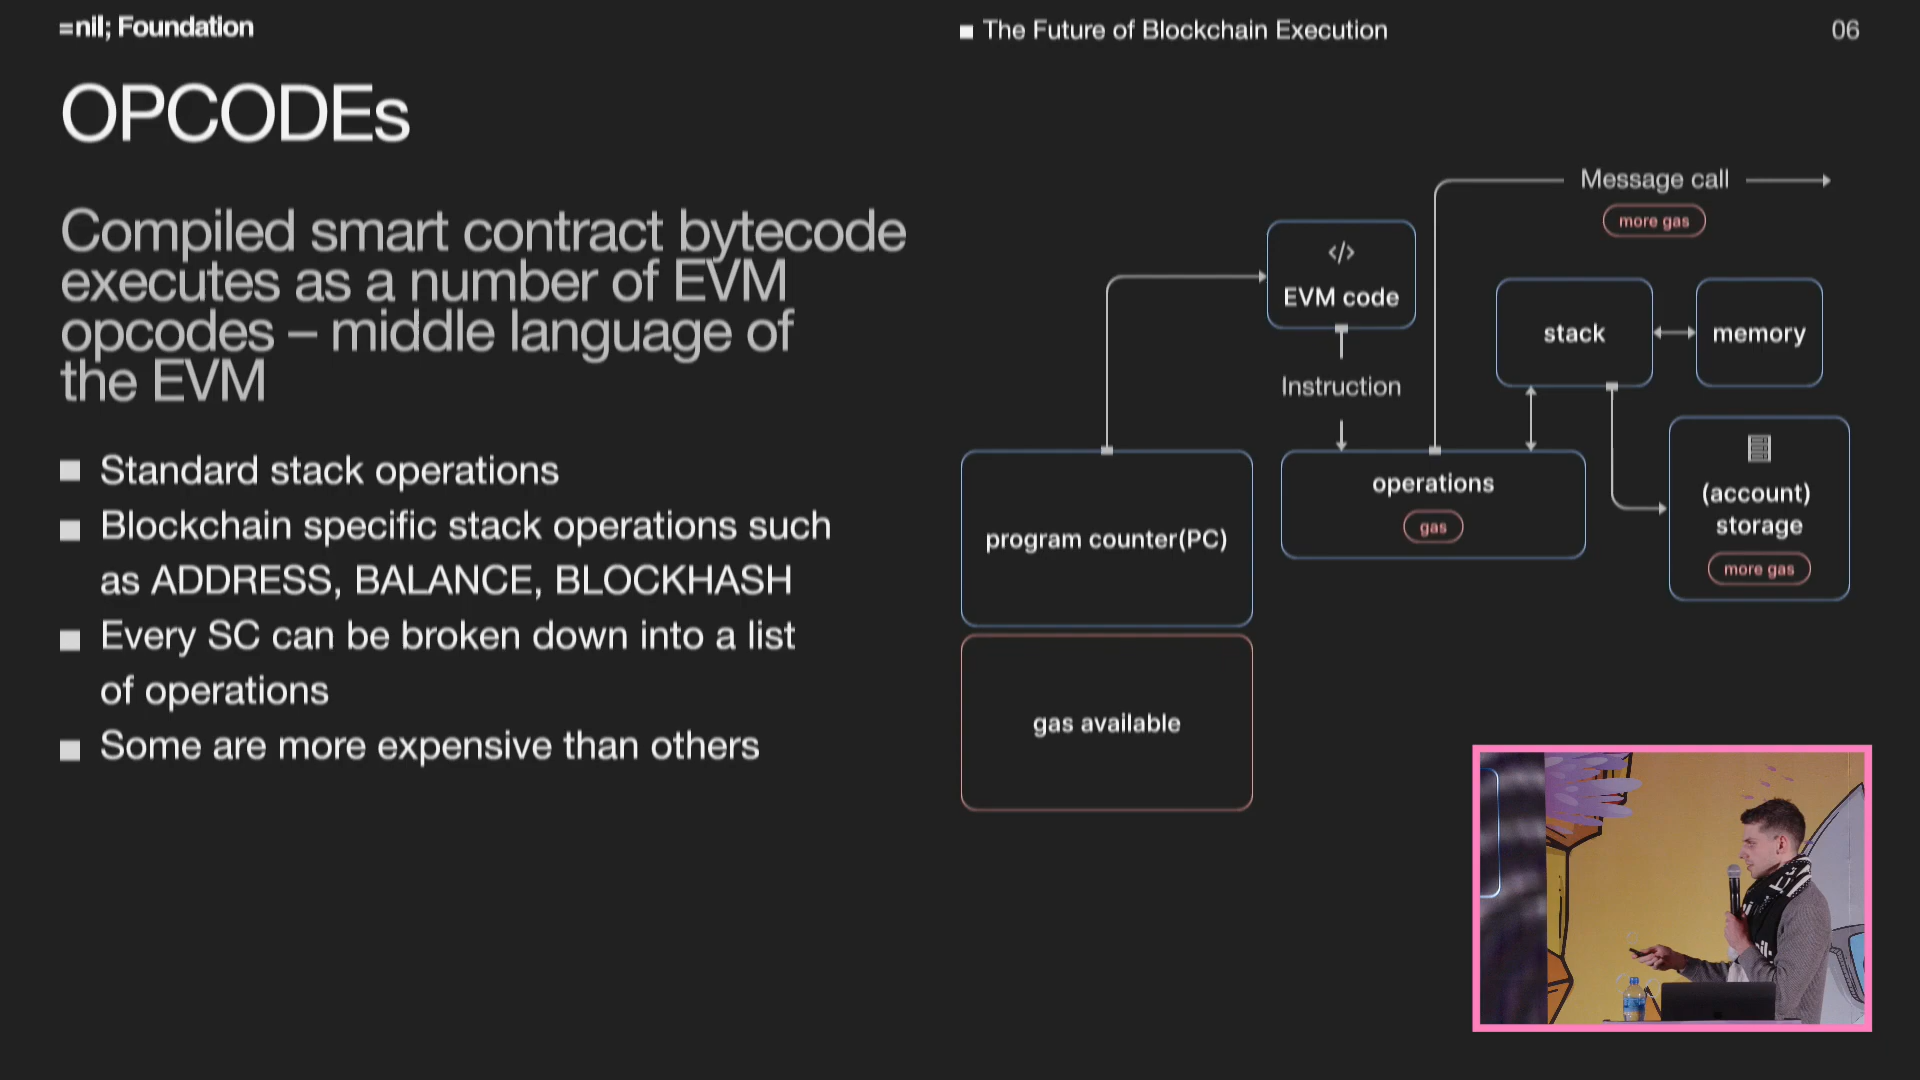 =nil; Foundation
The Future of Blockchain Execution
06
OPCODEs
Compiled smart contract bytecode
executes as a number of EVM
opcodes – middle language of
the EVM
Standard stack operations
Blockchain specific stack operations such
as ADDRESS, BALANCE, BLOCKHASH
Every SC can be broken down into a list
of operations
Some are more expensive than others
Message call
more gas
</>
EVM code
Instruction
stack
memory
program counter(PC)
operations
gas
(account)
storage
more gas
gas available